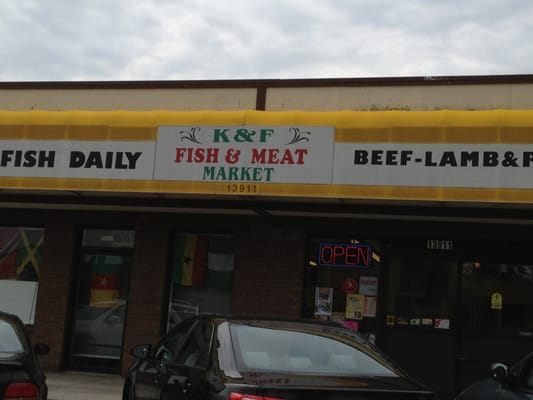 FISH DAILY
K&F
FISH & MEAT
MARKET
13911
BEEF-LAMB&
OPEN
13911